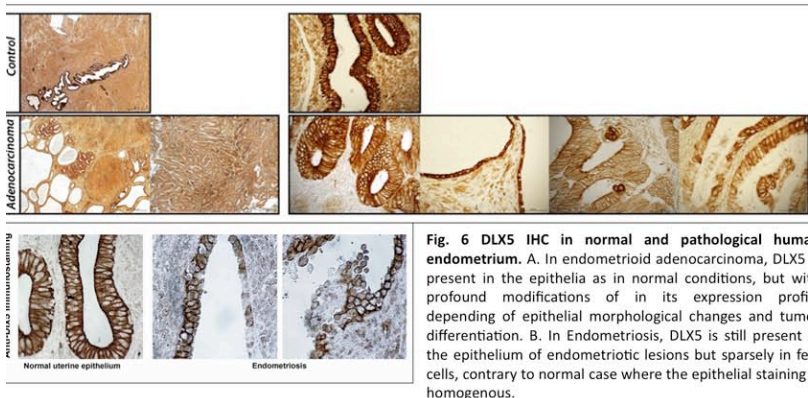 Control
Adenocarcinoma
Anti-DLX5 immunostaining
Normal uterine epithelium
Endometriosis
Fig. 6 DLX5 IHC in normal and pathological huma
endometrium. A. In endometrioid adenocarcinoma, DLX5
present in the epithelia as in normal conditions, but wit
profound modifications of in its expression profi
depending of epithelial morphological changes and tumo
differentiation. B. In Endometriosis, DLX5 is still present
the epithelium of endometriotic lesions but sparsely in fe
cells, contrary to normal case where the epithelial staining
homogenous.